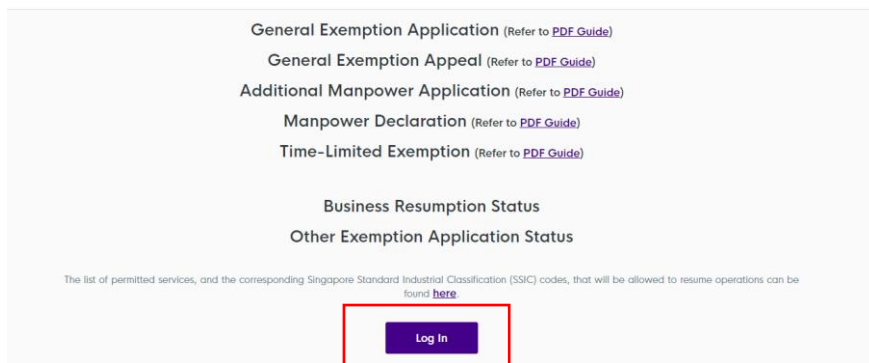 General Exemption Application (Refer to PDF Guide)
General Exemption Appeal (Refer to PDF Guide)
Additional Manpower Application (Refer to PDF Guide)
Manpower Declaration (Refer to PDF Guide)
Time-Limited Exemption (Refer to PDF Guide)
Business Resumption Status
Other Exemption Application Status
The list of permitted services, and the corresponding Singapore Standard Industrial Classification (SSIC) codes, that will be allowed to resume operations can be
found here.
Log In